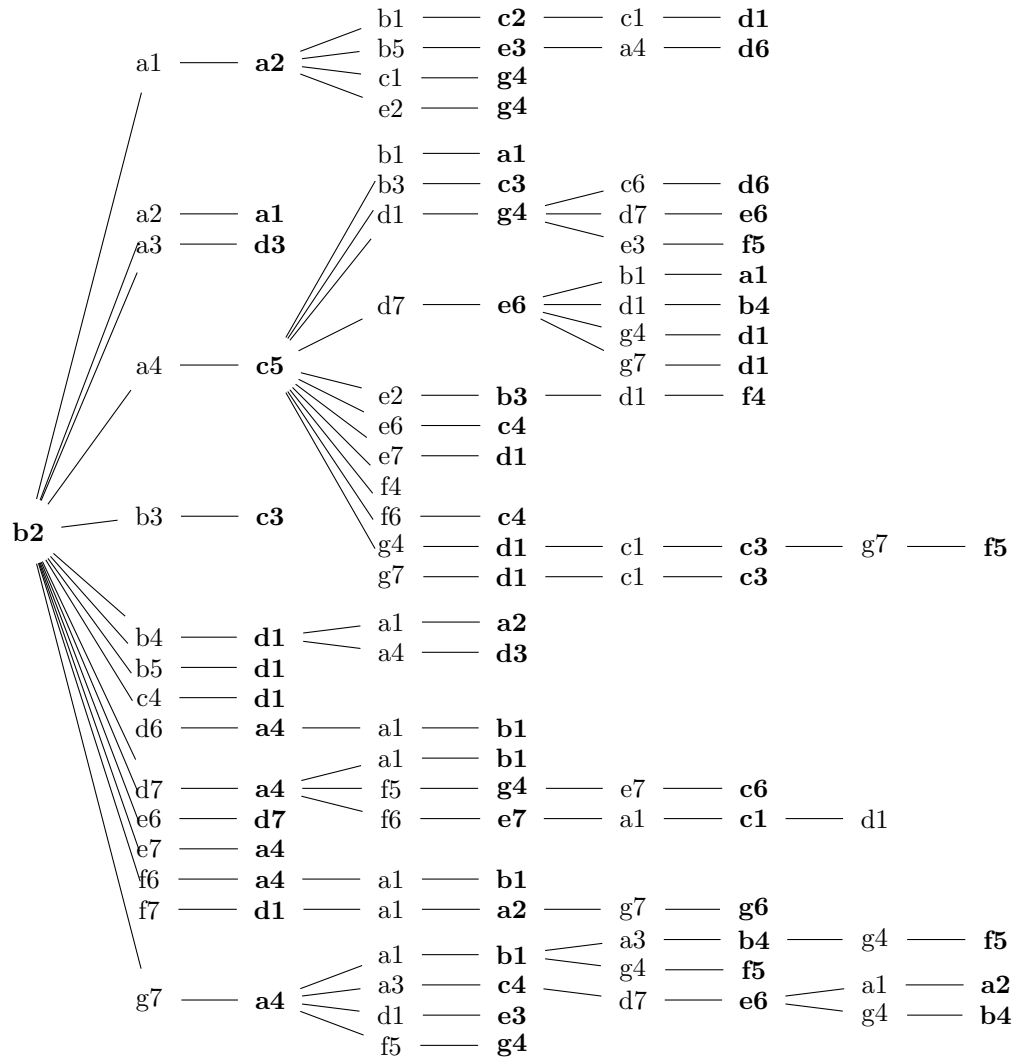 b1 c2 c1 d1
b5 e3 a4 d6
a1 a2
c1 g4
e2 g4
b1 a1
b3 c3 c6 d6
a2 a1 d1 g4 d7 e6
a3 d3 e3 f5
b1 a1
d7 e6 d1 b4
g4 d1
a4 c5 g7 d1
e2 b3 d1 f4
e6 c4
e7 d1
f4
b3 c3 f6 c4
b2
g4 d1 c1 c3 g7 f5
g7 d1 c1 c3
a1 a2
b4 d1
a4 d3
b5 d1
c4 d1
d6 a4 a1 b1
a1 b1
d7 a4 f5 g4 e7 c6
e6 d7 f6 e7 a1 c1 d1
e7 a4
f6 a4 a1 b1
f7 d1 a1 a2 g7 g6
a3 b4 g4 f5
a1 b1
g4 f5
a3 c4 a1 a2
g7 a4 d7 e6
d1 e3 g4 b4
f5 g4